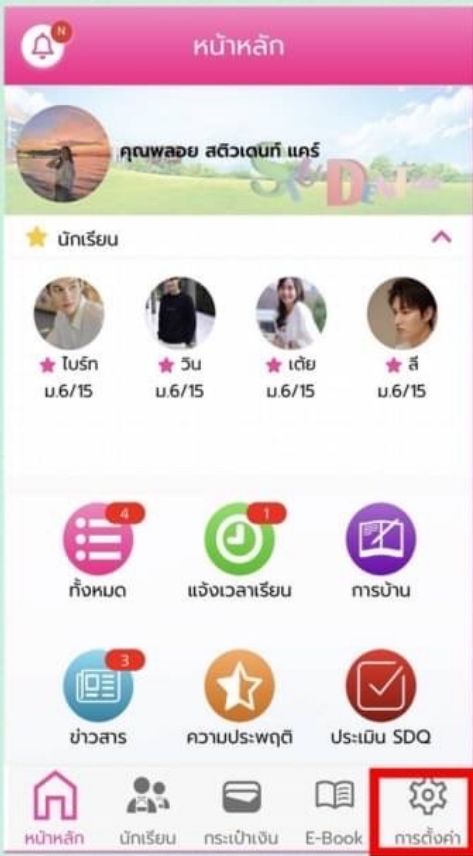 N
หน้าหลัก
คุณพลอย สติวเดนท์ แคร์
นักเรียน
ไบร์ท วิน เต้ย ลี
ม.6/15 ม.6/15 ม.6/15 ม.6/15
4 1
ทั้งหมด แจ้งเวลาเรียน การบ้าน
3
ข่าวสาร ความประพฤติ ประเมิน SDQ
หน้าหลัก นักเรียน กระเป๋าเงิน E-Book การตั้งค่า